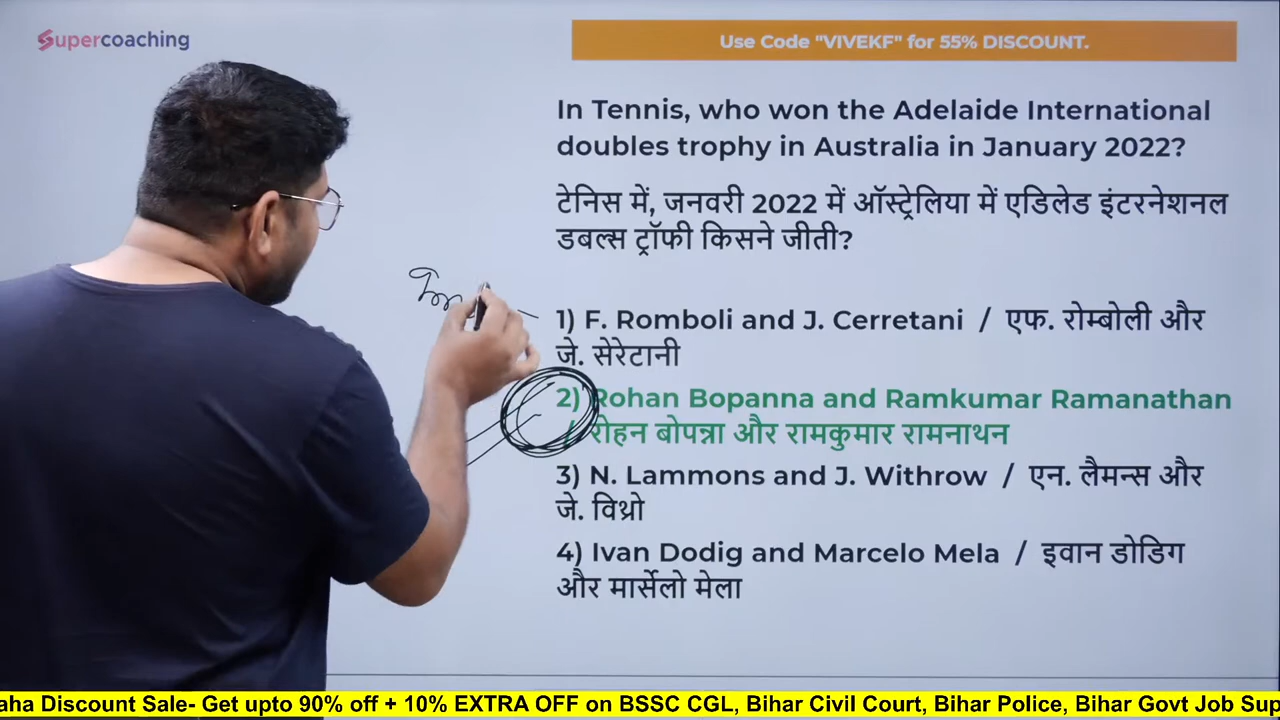 Supercoaching
Use Code "VIVEKF" for 55% DISCOUNT.
In Tennis, who won the Adelaide International
doubles trophy in Australia in January 2022?
टेनिस में, जनवरी 2022 में ऑस्ट्रेलिया में एडिलेड इंटरनेशनल
डबल्स ट्रॉफी किसने जीती?
1) F. Romboli and J. Cerretani / एफ. रोम्बोली और
जे. सेरेटानी
2) Rohan Bopanna and Ramkumar Ramanathan
/ रोहन बोपन्ना और रामकुमार रामनाथन
3) N. Lammons and J. Withrow / एन. लैमन्स और
जे. विथ्रो
4) Ivan Dodig and Marcelo Mela / इवान डोडिग
और मार्सेलो मेला
aha Discount Sale- Get upto 90% off + 10% EXTRA OFF on BSSC CGL, Bihar Civil Court, Bihar Police, Bihar Govt Job Sup